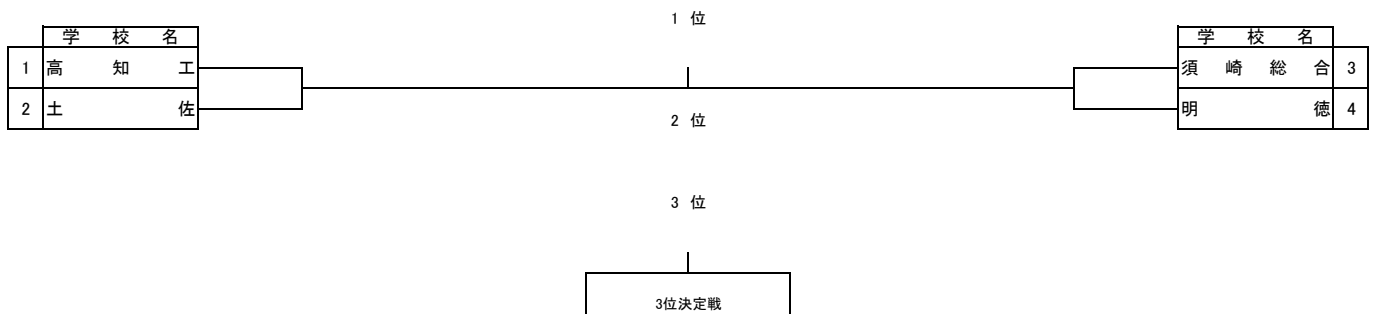 1 位
学 校 名
1 高 知 工
2 土 佐
学 校 名
須 崎 総 合 3
明 徳 4
2 位
3 位
3位決定戦